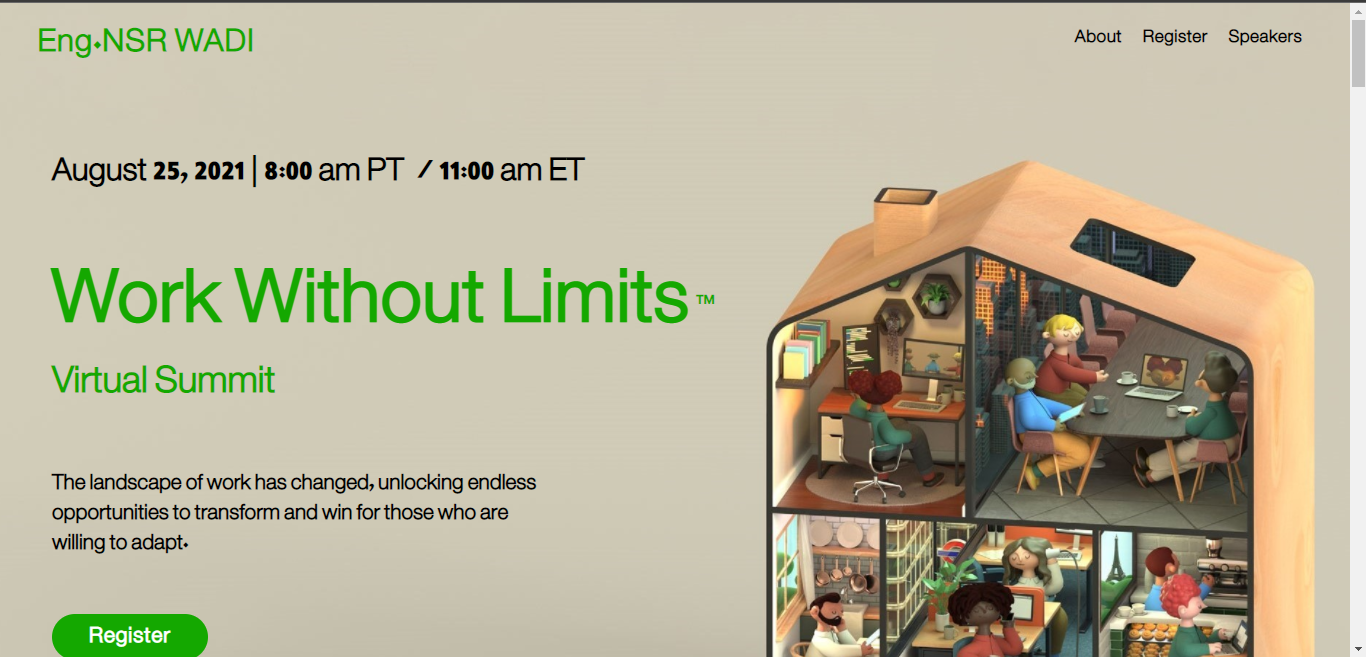 Eng.NSR WADI
About Register Speakers
August 25, 2021 | 8:00 am PT / 11:00 am ET
Work Without Limits ™
Virtual Summit
The landscape of work has changed, unlocking endless
opportunities to transform and win for those who are
willing to adapt.
Register